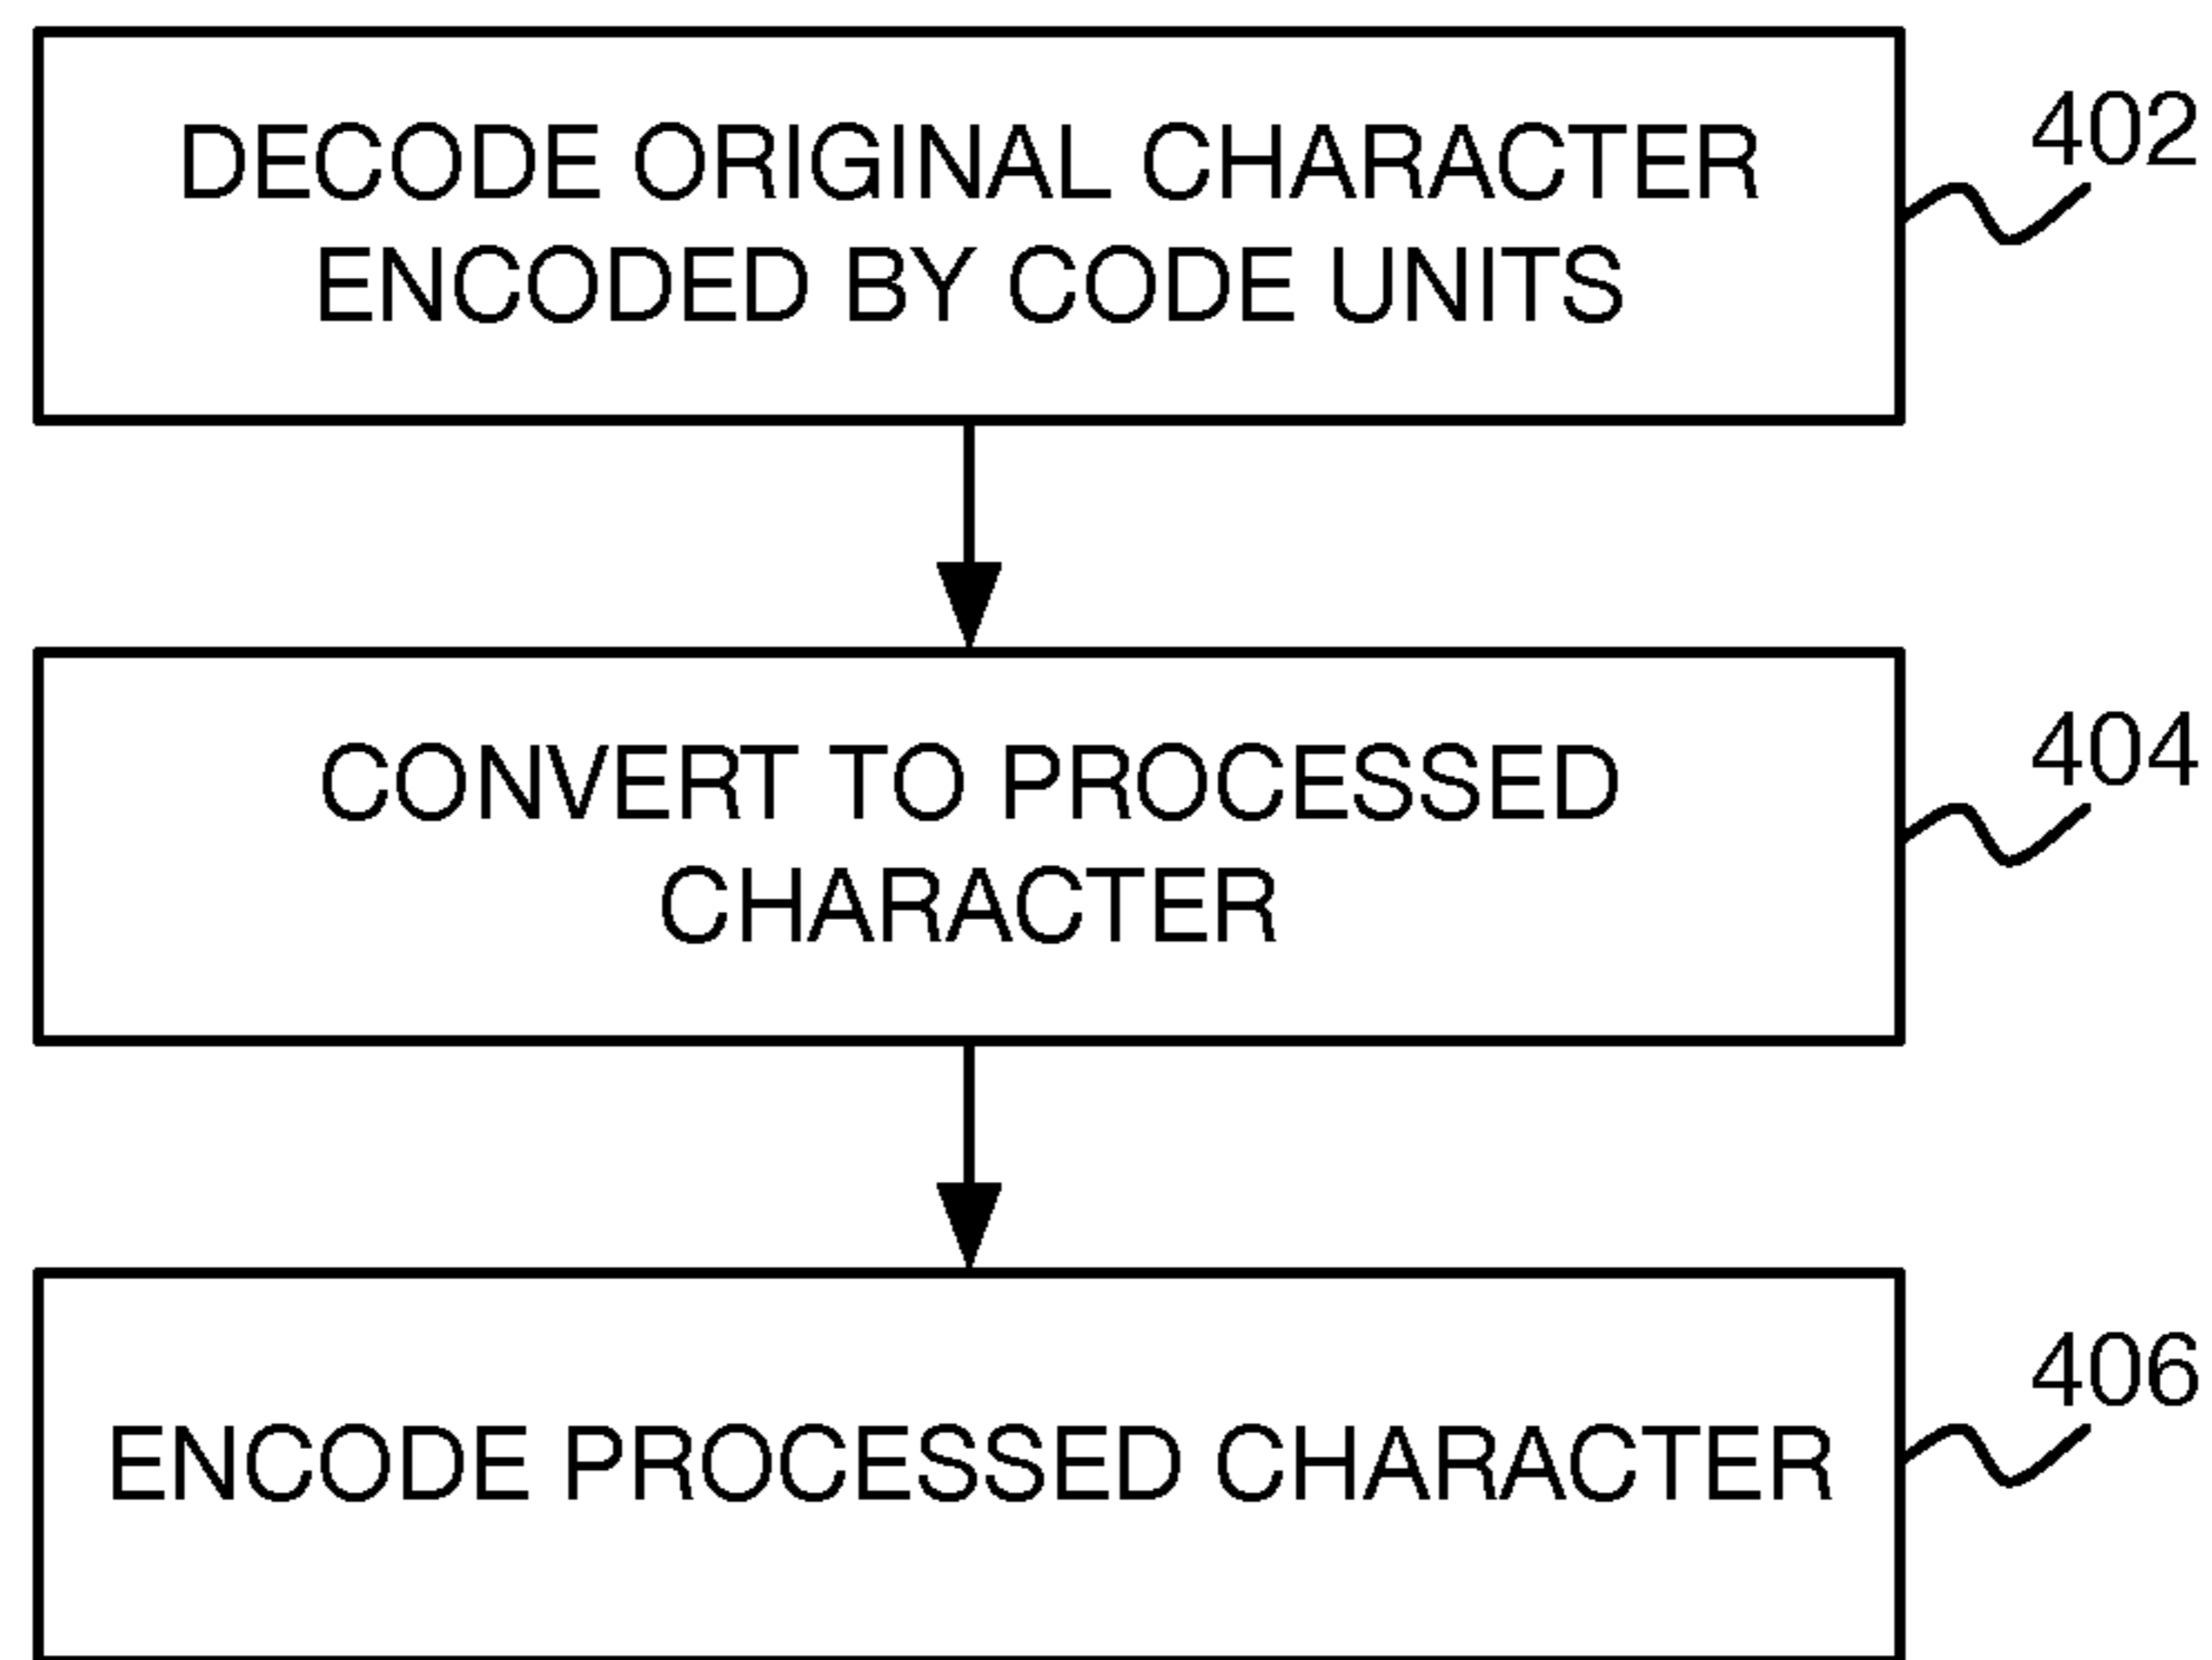 DECODE ORIGINAL CHARACTER
ENCODED BY CODE UNITS
402
CONVERT TO PROCESSED
CHARACTER
404
ENCODE PROCESSED CHARACTER
406